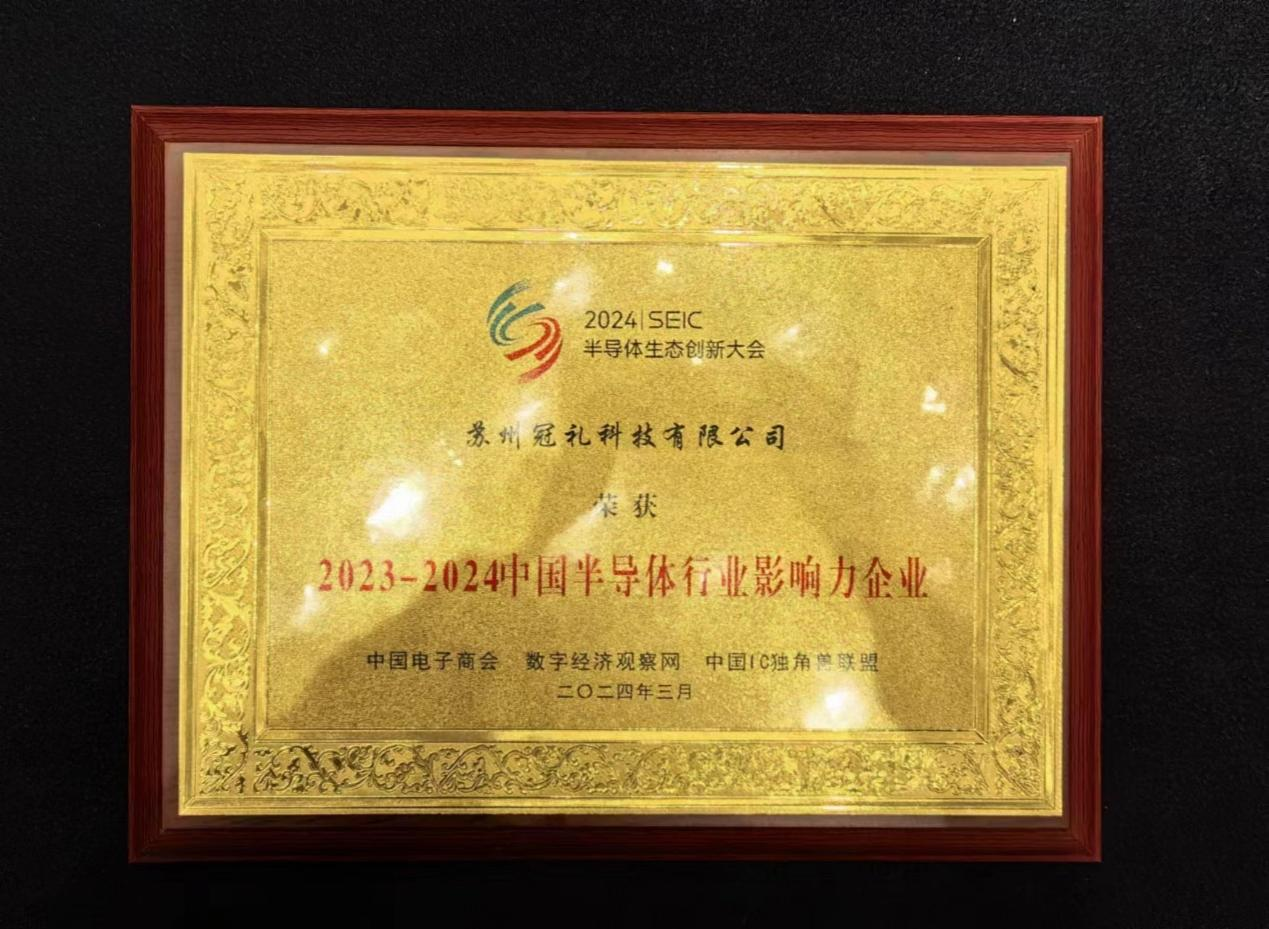 2024|SEIC
半导体生态创新大会
苏州冠礼科技有限公司
荣获
2023-2024中国半导体行业影响力企业
中国电子商会 数字经济观察网 中国IC独角兽联盟
二〇二四年三月